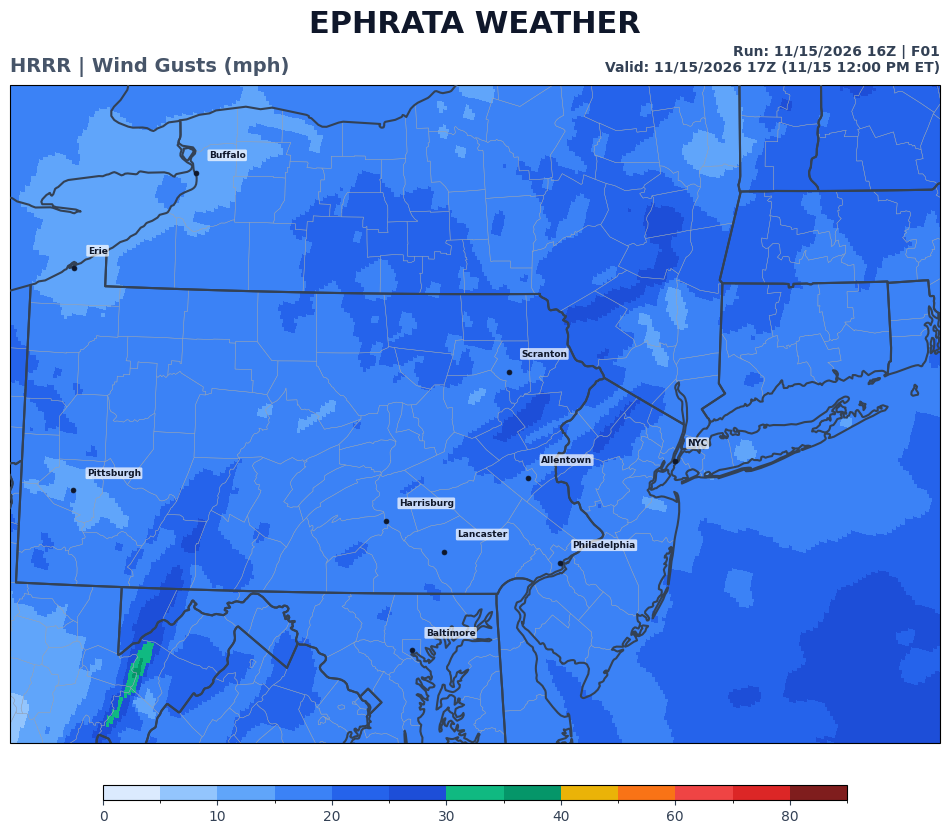 EPHRATA WEATHER
HRRR | Wind Gusts (mph)
Run: 11/15/2026 16Z | F01
Valid: 11/15/2026 17Z (11/15 12:00 PM ET)
Buffalo
Erie
Scranton
NYC
Allentown
Pittsburgh
Harrisburg
Lancaster
Philadelphia
Baltimore
0 10 20 30 40 50 60 70 80